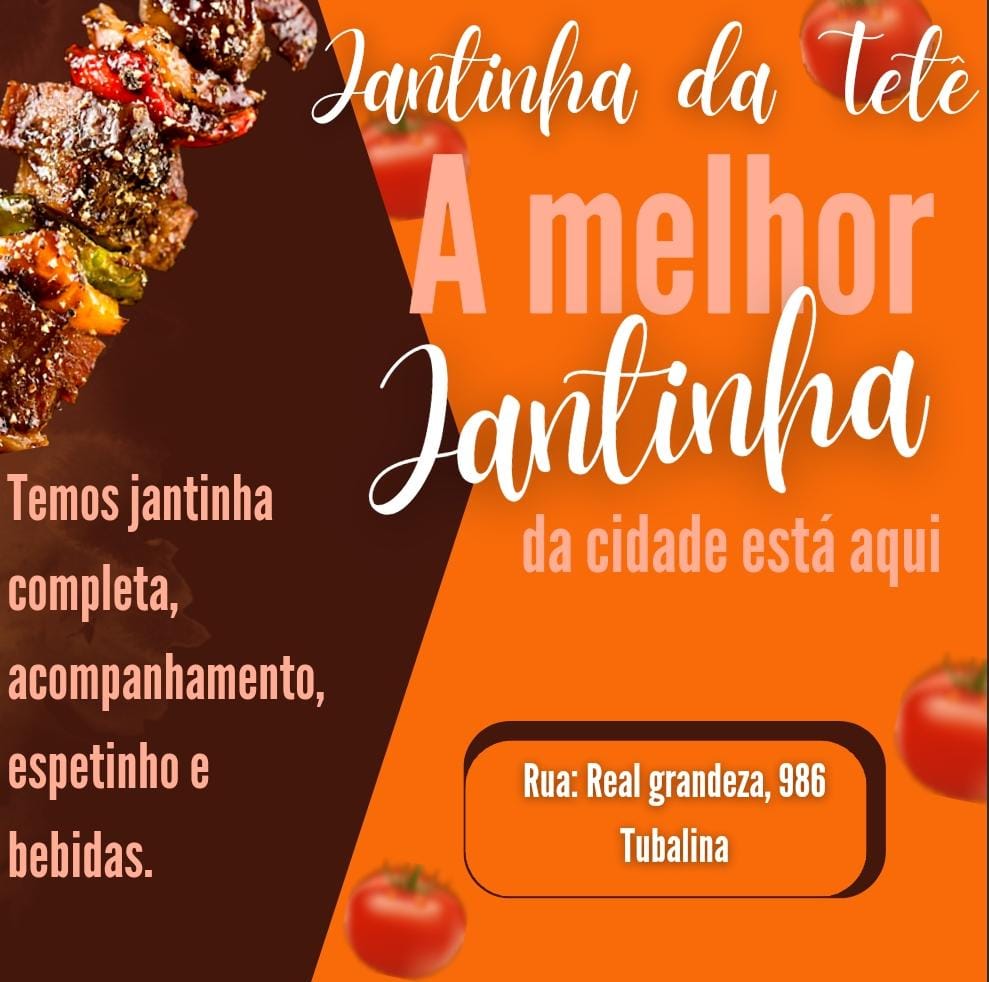 Jantinha da Tetê
A melhor
Jantinha
da cidade está aqui
Temos jantinha
completa,
acompanhamento,
espetinho e
bebidas.
Rua: Real grandeza, 986
Tubalina